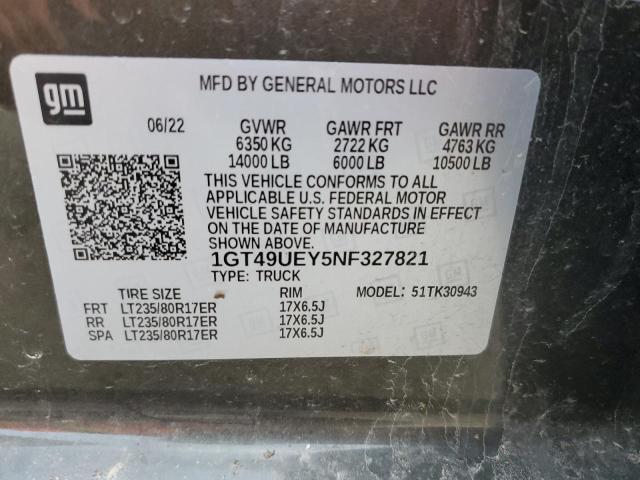 gm
MFD BY GENERAL MOTORS LLC
06/22 GVWR GAWR FRT GAWR RR
6350 KG 2722 KG 4763 KG
14000 LB 6000 LB 10500 LB
THIS VEHICLE CONFORMS TO ALL
APPLICABLE U.S. FEDERAL MOTOR
VEHICLE SAFETY STANDARDS IN EFFECT
ON THE DATE OF MANUFACTURE
SHOWN ABOVE.
1GT49UEY5NF327821
TYPE: TRUCK
TIRE SIZE RIM MODEL: 51TK30943
FRT LT235/80R17ER 17X6.5J
RR LT235/80R17ER 17X6.5J
SPA LT235/80R17ER 17X6.5J